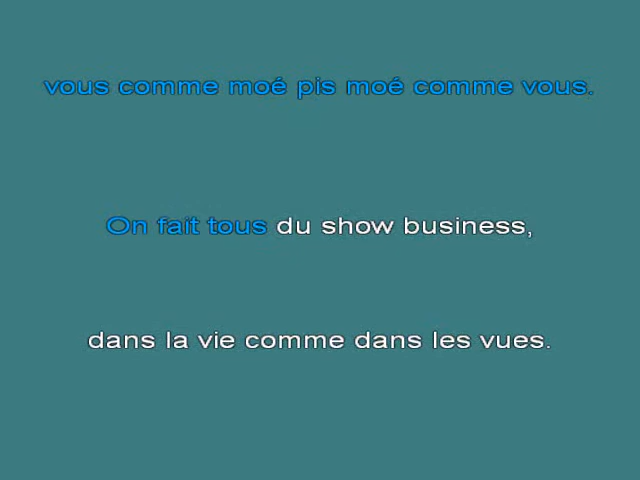 vous comme moé pis moé comme vous.
On fait tous du show business,
dans la vie comme dans les vues.